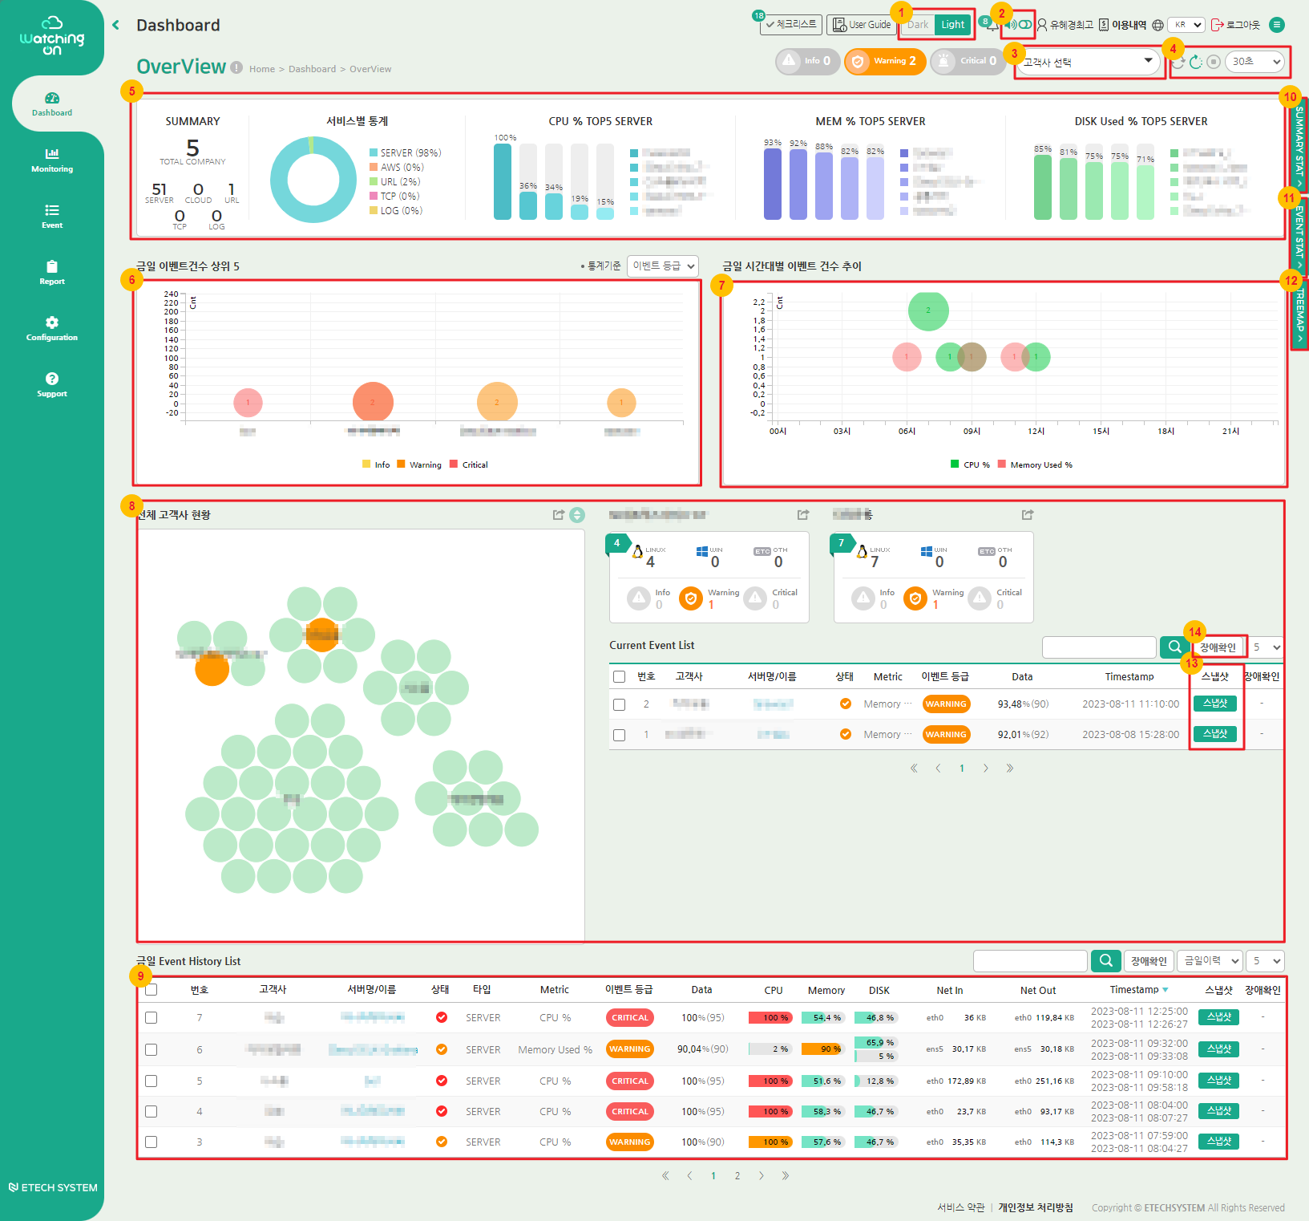 Watching On
Dashboard
18 체크리스트
User Guide
1
Dark Light
8
2
유혜경최고
이용내역
KR
로그아웃
OverView
Home > Dashboard > OverView
Info 0
Warning 2
Critical 0
3
고객사 선택
4
30초
Dashboard
Monitoring
Event
Report
Configuration
Support
5
SUMMARY
5
TOTAL COMPANY
51 0 1
SERVER CLOUD URL
0 0
TCP LOG
서비스별 통계
SERVER (98%)
AWS (0%)
URL (2%)
TCP (0%)
LOG (0%)
CPU % TOP5 SERVER
100% 36% 34% 19% 15%
MEM % TOP5 SERVER
93% 92% 88% 82% 82%
DISK Used % TOP5 SERVER
85% 81% 75% 75% 71%
10
SUMMARY STAT >
11
EVENT STAT >
12
TREEMAP >
금일 이벤트건수 상위 5
• 통계기준 이벤트 등급
6
Cnt
240
220
200
180
160
140
120
100
80
60
40
20
0
-20
1 2 2 1
Info Warning Critical
금일 시간대별 이벤트 건수 추이
7
Cnt
2,2
2
1,8
1,6
1,4
1,2
1
0,8
0,6
0,4
0,2
0
-0,2
2
1 1 1 1 1
00시 03시 06시 09시 12시 15시 18시 21시
CPU % Memory Used %
8
전체 고객사 현황
4
LINUX 4
WIN 0
ETC OTH 0
Info 0
Warning 1
Critical 0
7
LINUX 7
WIN 0
ETC OTH 0
Info 0
Warning 1
Critical 0
Current Event List
14
장애확인
5
13
번호 고객사 서버명/이름 상태 Metric 이벤트 등급 Data Timestamp 스냅샷 장애확인
2 Memory ··· WARNING 93,48%(90) 2023-08-11 11:10:00 스냅샷 -
1 Memory ··· WARNING 92,01%(92) 2023-08-08 15:28:00 스냅샷 -
« ‹ 1 › »
금일 Event History List
장애확인
금일이력
5
9
번호 고객사 서버명/이름 상태 타입 Metric 이벤트 등급 Data CPU Memory DISK Net In Net Out Timestamp 스냅샷 장애확인
7 SERVER CPU % CRITICAL 100%(95) 100 % 54,4 % 46,8 % eth0 36 KB eth0 119,84 KB 2023-08-11 12:25:00 스냅샷 -
2023-08-11 12:26:27
6 SERVER Memory Used % WARNING 90,04%(90) 2 % 90 % 65,9 % ens5 30,17 KB ens5 30,18 KB 2023-08-11 09:32:00 스냅샷 -
5 % 2023-08-11 09:33:08
5 SERVER CPU % CRITICAL 100%(95) 100 % 51,6 % 12,8 % eth0 172,89 KB eth0 251,16 KB 2023-08-11 09:10:00 스냅샷 -
2023-08-11 09:58:18
4 SERVER CPU % CRITICAL 100%(95) 100 % 58,3 % 46,7 % eth0 23,7 KB eth0 93,17 KB 2023-08-11 08:04:00 스냅샷 -
2023-08-11 08:07:27
3 SERVER CPU % WARNING 100%(90) 100 % 57,6 % 46,7 % eth0 35,35 KB eth0 114,3 KB 2023-08-11 07:59:00 스냅샷 -
2023-08-11 08:04:27
« ‹ 1 2 › »
ETECH SYSTEM
서비스 약관 | 개인정보 처리방침 Copyright © ETECHSYSTEM All Rights Reserved